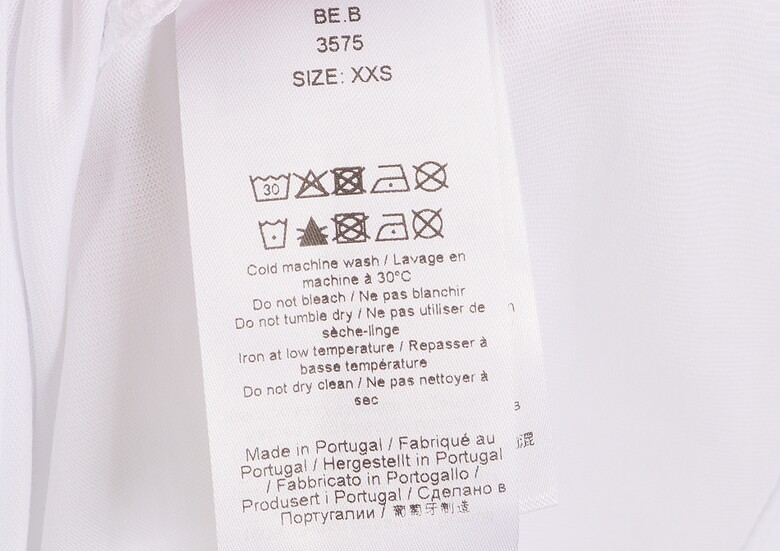 BE.B
3575
SIZE: XXS
30
Cold machine wash / Lavage en
machine à 30°C
Do not bleach / Ne pas blanchir
Do not tumble dry / Ne pas utiliser de
sèche-linge
Iron at low temperature / Repasser à
basse température
Do not dry clean / Ne pas nettoyer à
sec
Made in Portugal / Fabriqué au
Portugal / Hergestellt in Portugal
/ Fabbricato in Portogallo /
Produsert i Portugal / Сделано в
Португалии / 葡萄牙制造